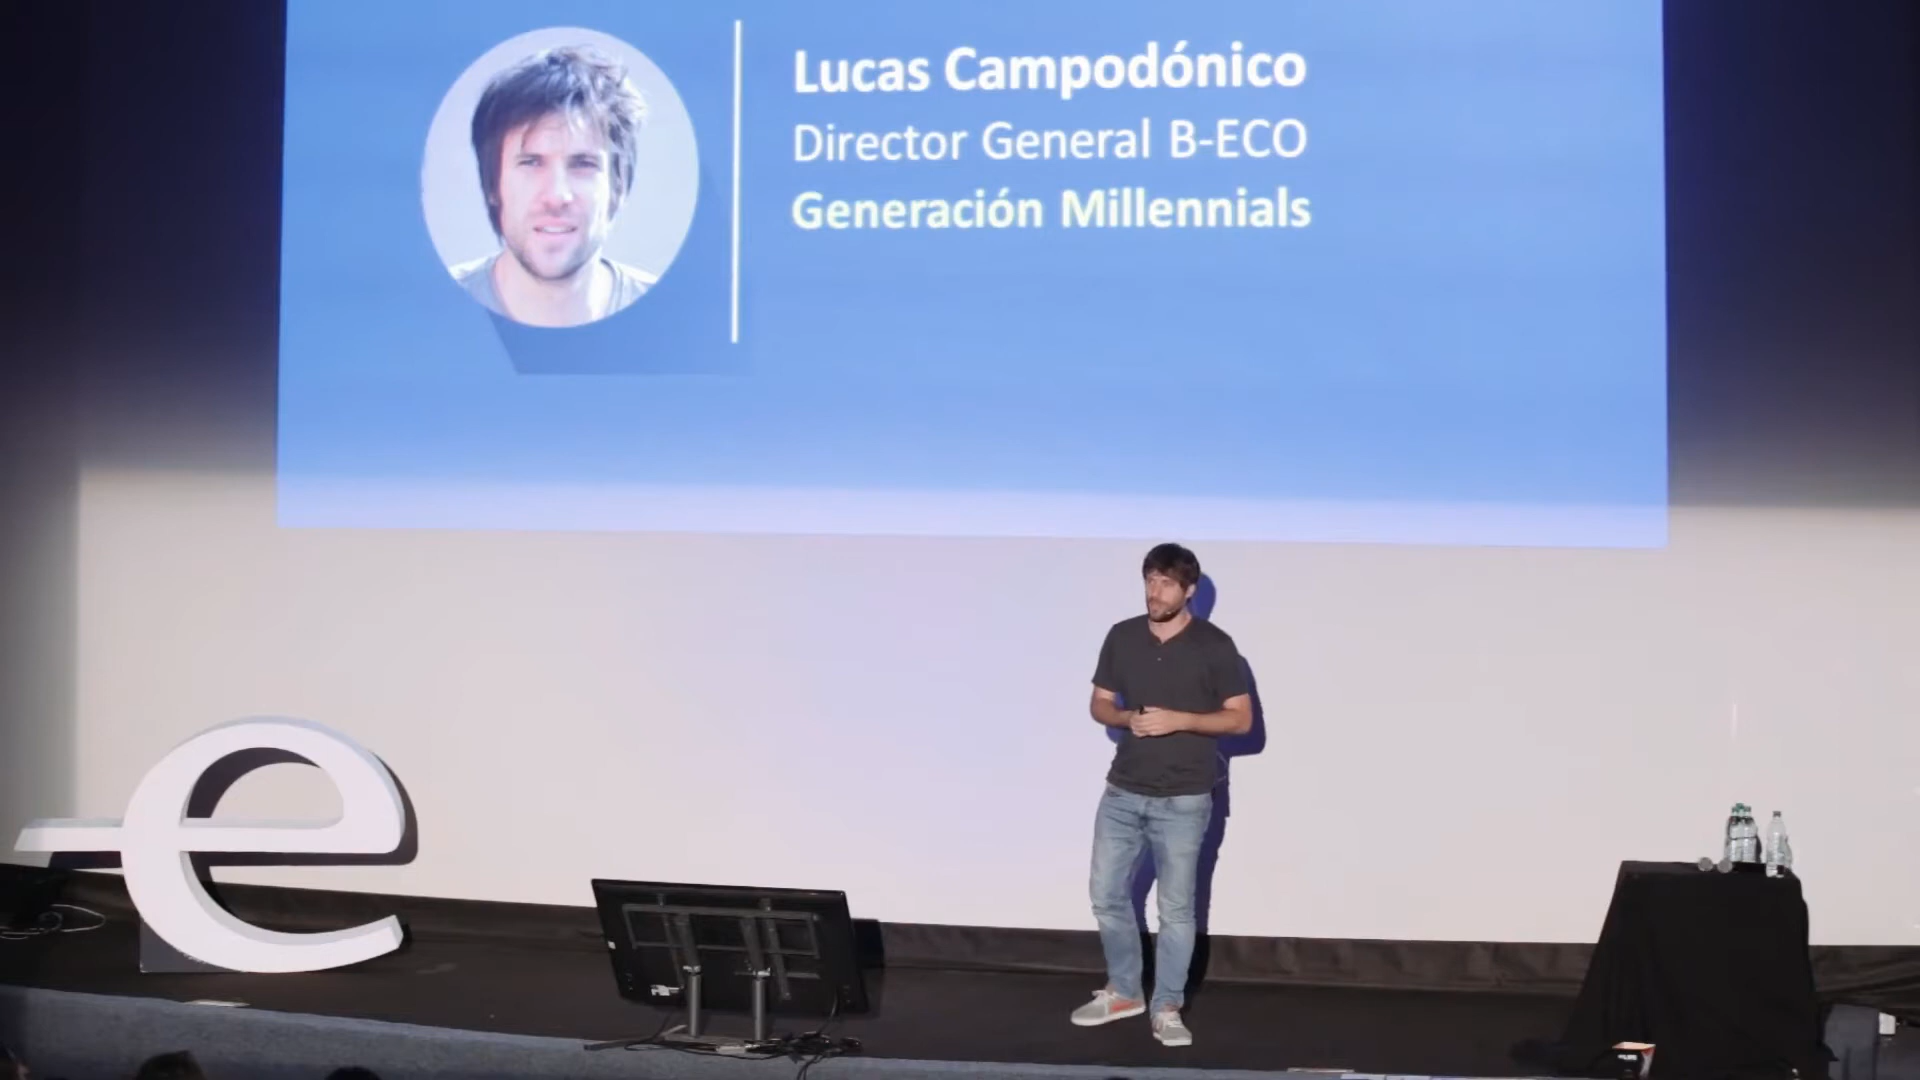 Lucas Campodónico
Director General B-ECO
Generación Millennials
e